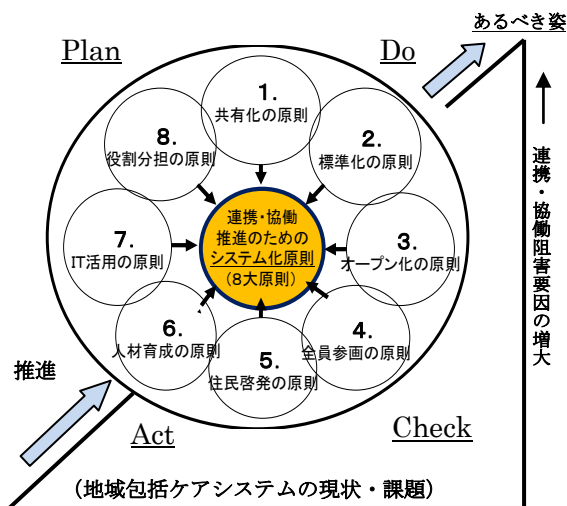 あるべき姿
Plan
Do
1.
共有化の原則
8.
役割分担の原則
2.
標準化の原則
連携・協働
推進のための
システム化原則
(8大原則)
7.
IT活用の原則
3.
オープン化の原則
6.
人材育成の原則
4.
全員参画の原則
5.
住民啓発の原則
連携・協働阻害要因の増大
推進
Act
Check
(地域包括ケアシステムの現状・課題)